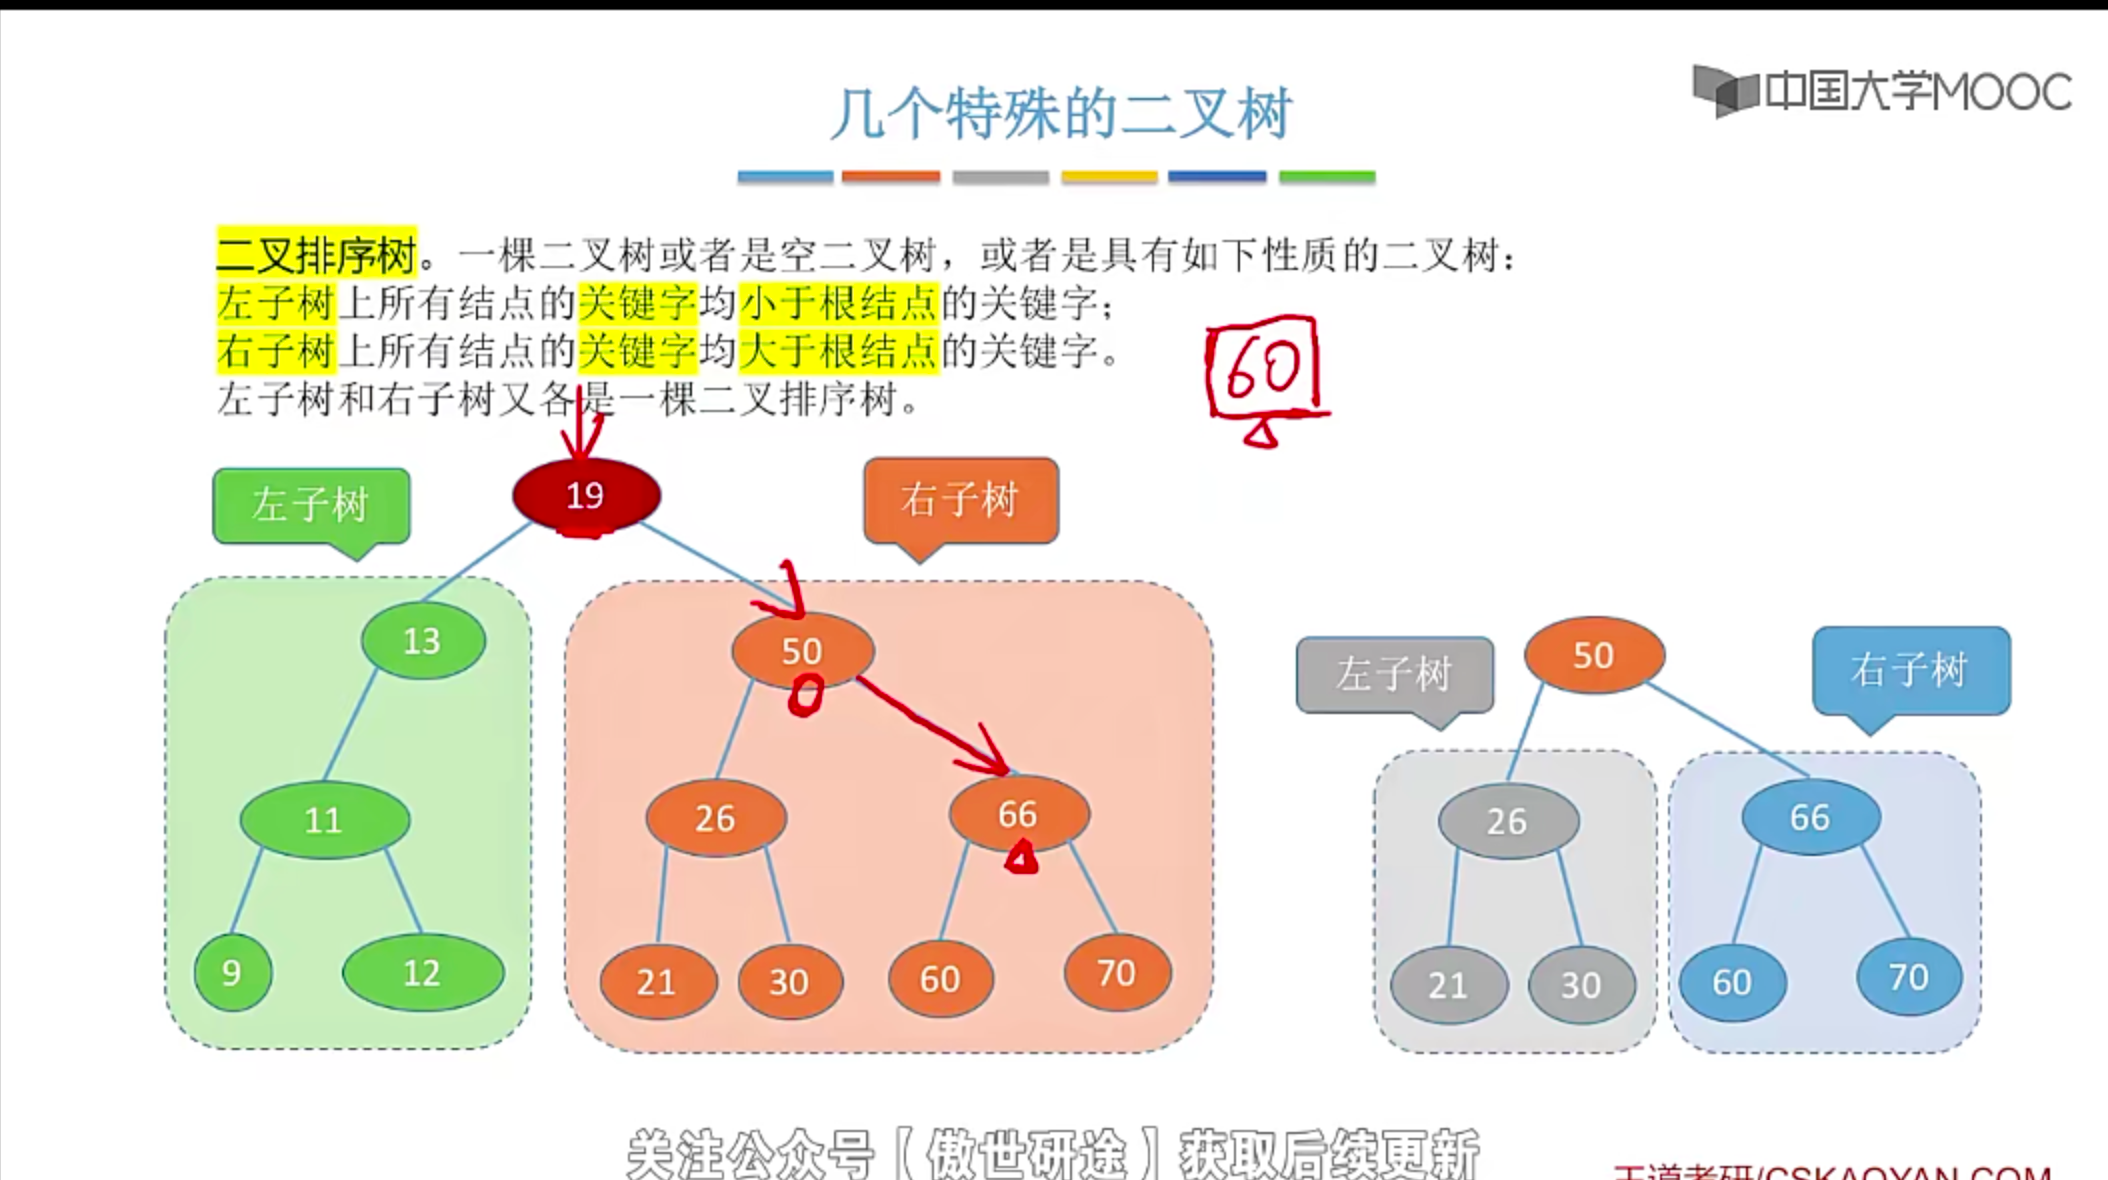 中国大学MOOC
几个特殊的二叉树
二叉排序树。一棵二叉树或者是空二叉树，或者是具有如下性质的二叉树：
左子树上所有结点的关键字均小于根结点的关键字；
右子树上所有结点的关键字均大于根结点的关键字。
左子树和右子树又各是一棵二叉排序树。
60
左子树
19
右子树
13
50
11
26
66
9
12
21
30
60
70
左子树
50
右子树
26
66
21
30
60
70
关注公众号【傲世研途】获取后续更新
王道考研/CSKAOYAN.COM